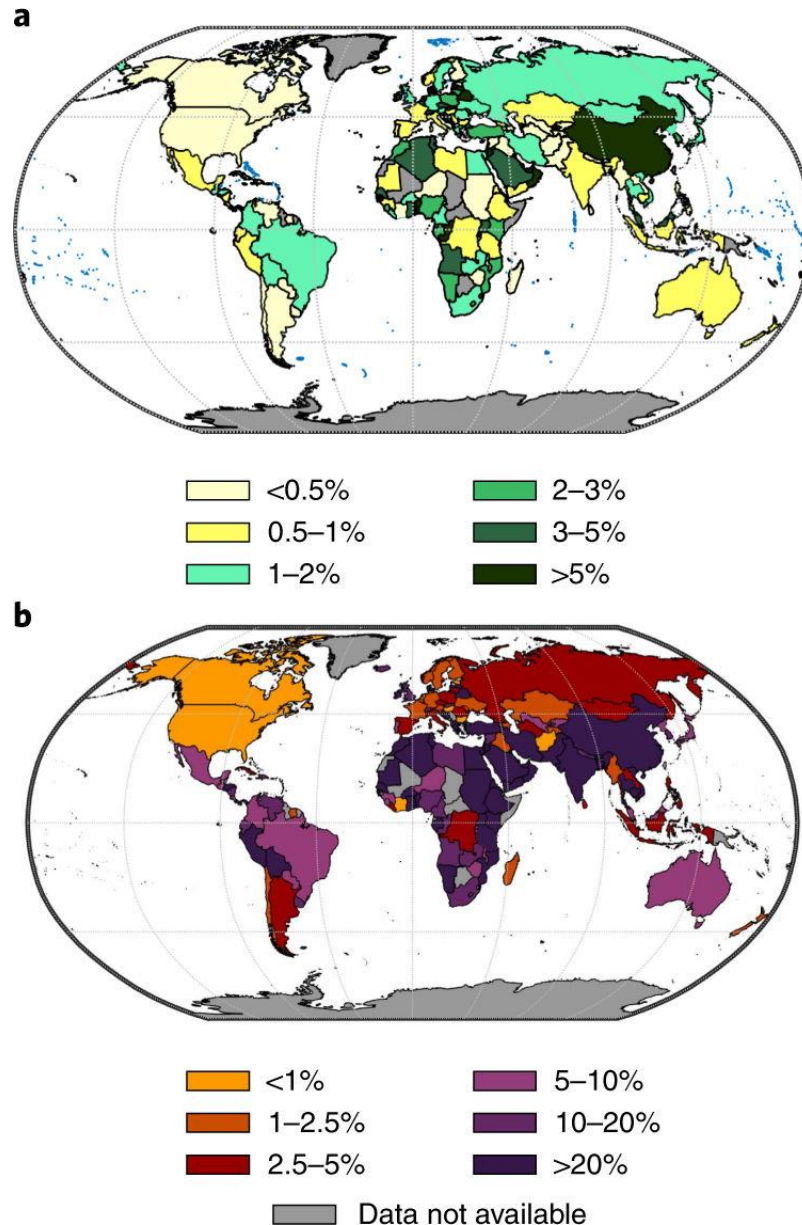 a
<0.5% 2–3%
0.5–1% 3–5%
1–2% >5%
b
<1% 5–10%
1–2.5% 10–20%
2.5–5% >20%
Data not available